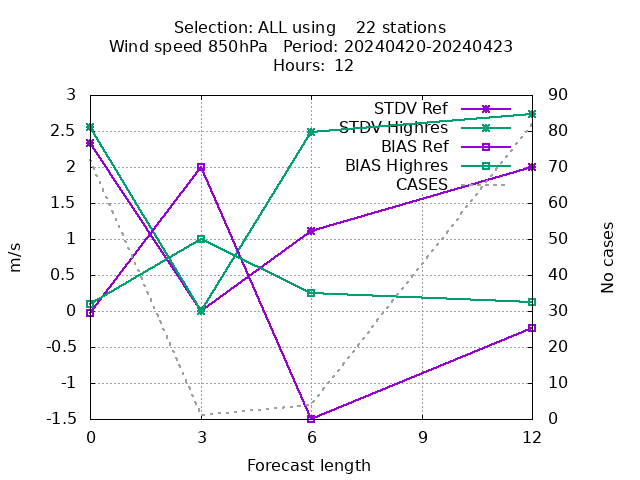 Selection: ALL using    22 stations
Wind speed 850hPa   Period: 20240420-20240423
Hours:  12
STDV Ref
STDV Highres
BIAS Ref
BIAS Highres
CASES
3
2.5
2
1.5
1
0.5
0
-0.5
-1
-1.5
90
80
70
60
50
40
30
20
10
0
m/s
No cases
0 3 6 9 12
Forecast length